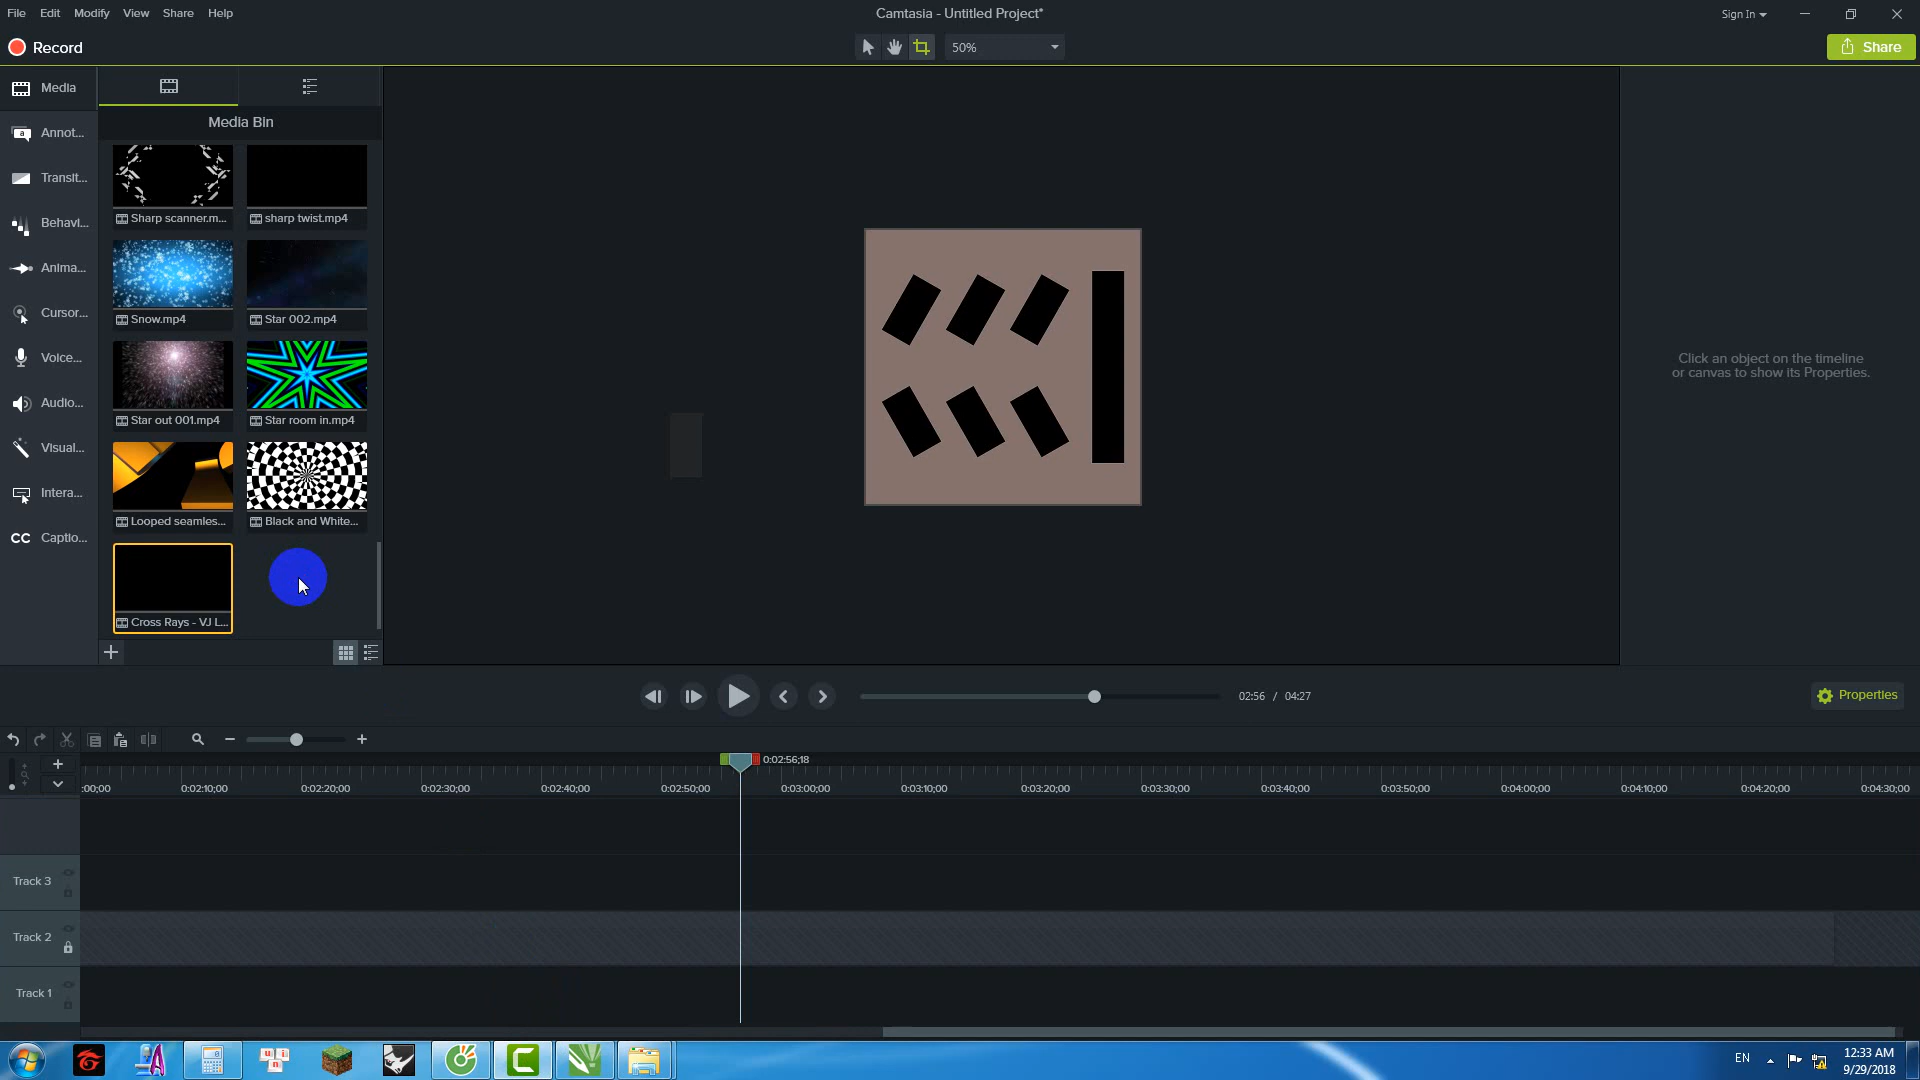 File Edit Modify View Share Help
Camtasia - Untitled Project*
Sign In
Record
50%
Share
Media
Annot...
Transit...
Behavi...
Anima...
Cursor...
Voice...
Audio...
Visual...
Intera...
CC Captio...
Media Bin
Sharp scanner.m... sharp twist.mp4
Snow.mp4 Star 002.mp4
Star out 001.mp4 Star room in.mp4
Looped seamles... Black and White...
Cross Rays - VJ L...
Click an object on the timeline
or canvas to show its Properties.
02:56 / 04:27
Properties
0:02:56;18
:00;00 0:02:10;00 0:02:20;00 0:02:30;00 0:02:40;00 0:02:50;00 0:03:00;00 0:03:10;00 0:03:20;00 0:03:30;00 0:03:40;00 0:03:50;00 0:04:00;00 0:04:10;00 0:04:20;00 0:04:30;00
Track 3
Track 2
Track 1
EN
12:33 AM
9/29/2018